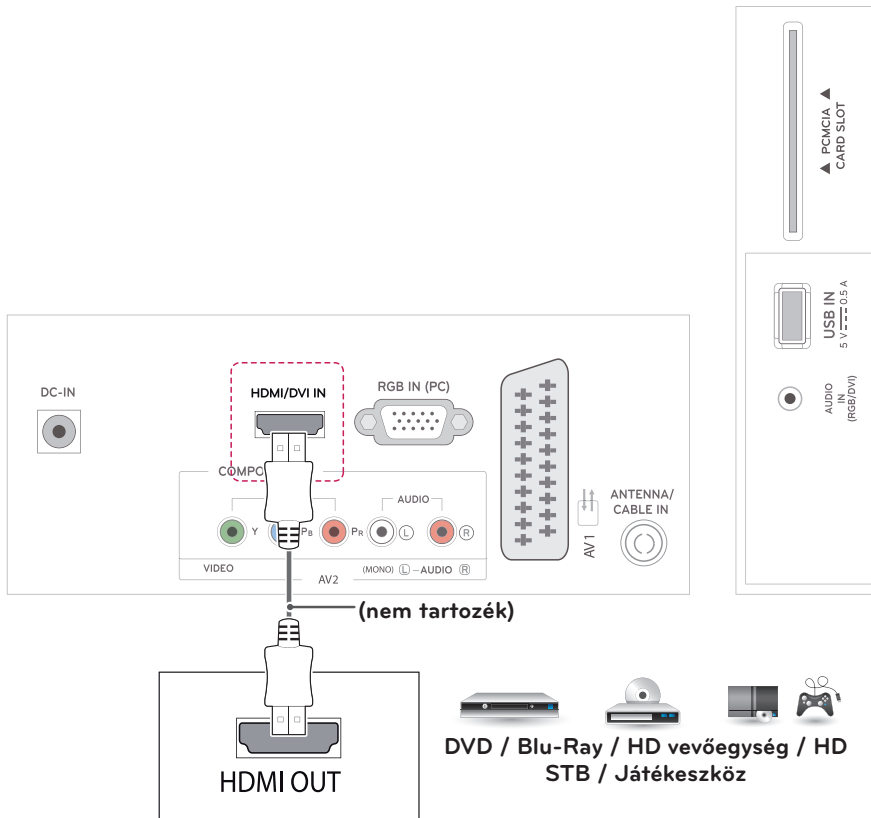 ▲ PCMCIA ▲
CARD SLOT
USB IN
5 V 0.5 A
AUDIO
IN
(RGB/DVI)
DC-IN
HDMI/DVI IN
RGB IN (PC)
COMPO
AUDIO
Y
PB
PR
L
R
VIDEO
AV2
(MONO) L - AUDIO R
AV1
ANTENNA/
CABLE IN
(nem tartozék)
HDMI OUT
DVD / Blu-Ray / HD vevőegység / HD
STB / Játékeszköz